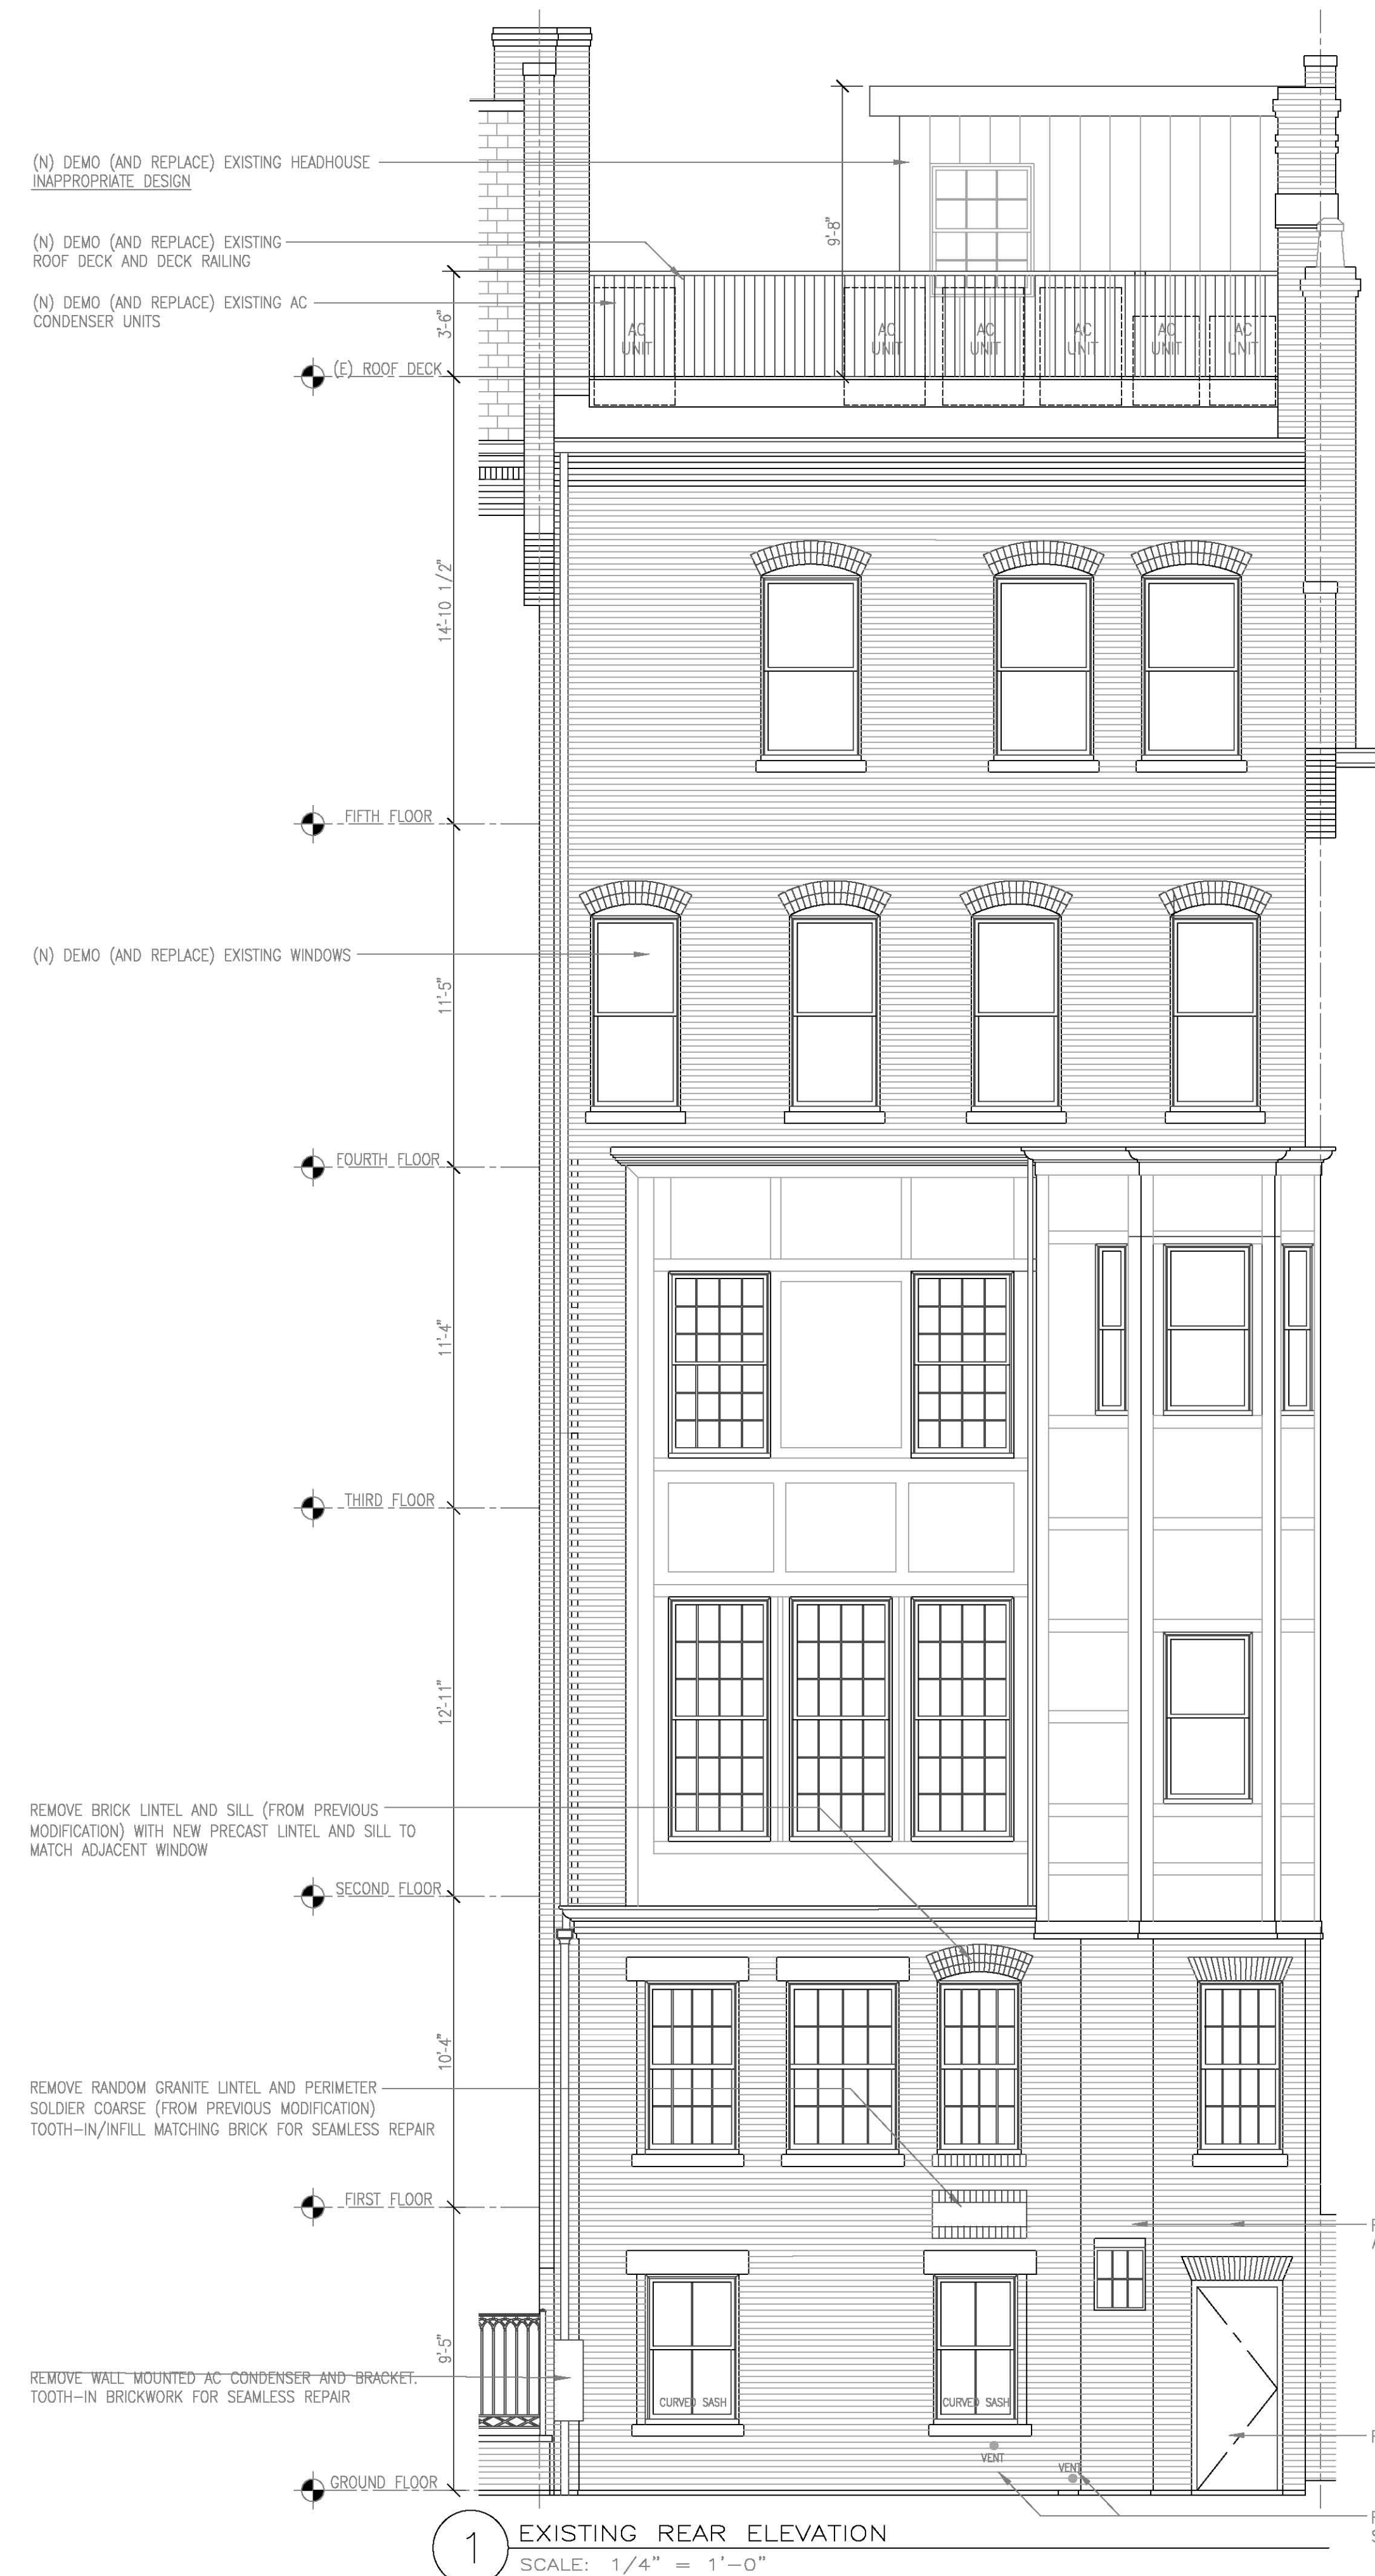 (N) DEMO (AND REPLACE) EXISTING HEADHOUSE
INAPPROPRIATE DESIGN
(N) DEMO (AND REPLACE) EXISTING
ROOF DECK AND DECK RAILING
(N) DEMO (AND REPLACE) EXISTING AC
CONDENSER UNITS
9'-8"
3'-6"
AC
UNIT
AC
UNIT
AC
UNIT
AC
UNIT
AC
UNIT
AC
UNIT
(E) ROOF DECK
14'-10 1/2"
FIFTH FLOOR
(N) DEMO (AND REPLACE) EXISTING WINDOWS
11'-5"
FOURTH FLOOR
11'-4"
THIRD FLOOR
12'-11"
REMOVE BRICK LINTEL AND SILL (FROM PREVIOUS
MODIFICATION) WITH NEW PRECAST LINTEL AND SILL TO
MATCH ADJACENT WINDOW
SECOND FLOOR
10'-4"
REMOVE RANDOM GRANITE LINTEL AND PERIMETER
SOLDIER COARSE (FROM PREVIOUS MODIFICATION)
TOOTH-IN/INFILL MATCHING BRICK FOR SEAMLESS REPAIR
FIRST FLOOR
9'-5"
REMOVE WALL MOUNTED AC CONDENSER AND BRACKET.
TOOTH-IN BRICKWORK FOR SEAMLESS REPAIR
CURVED SASH
CURVED SASH
VENT
VENT
GROUND FLOOR
1
EXISTING REAR ELEVATION
SCALE: 1/4" = 1'-0"